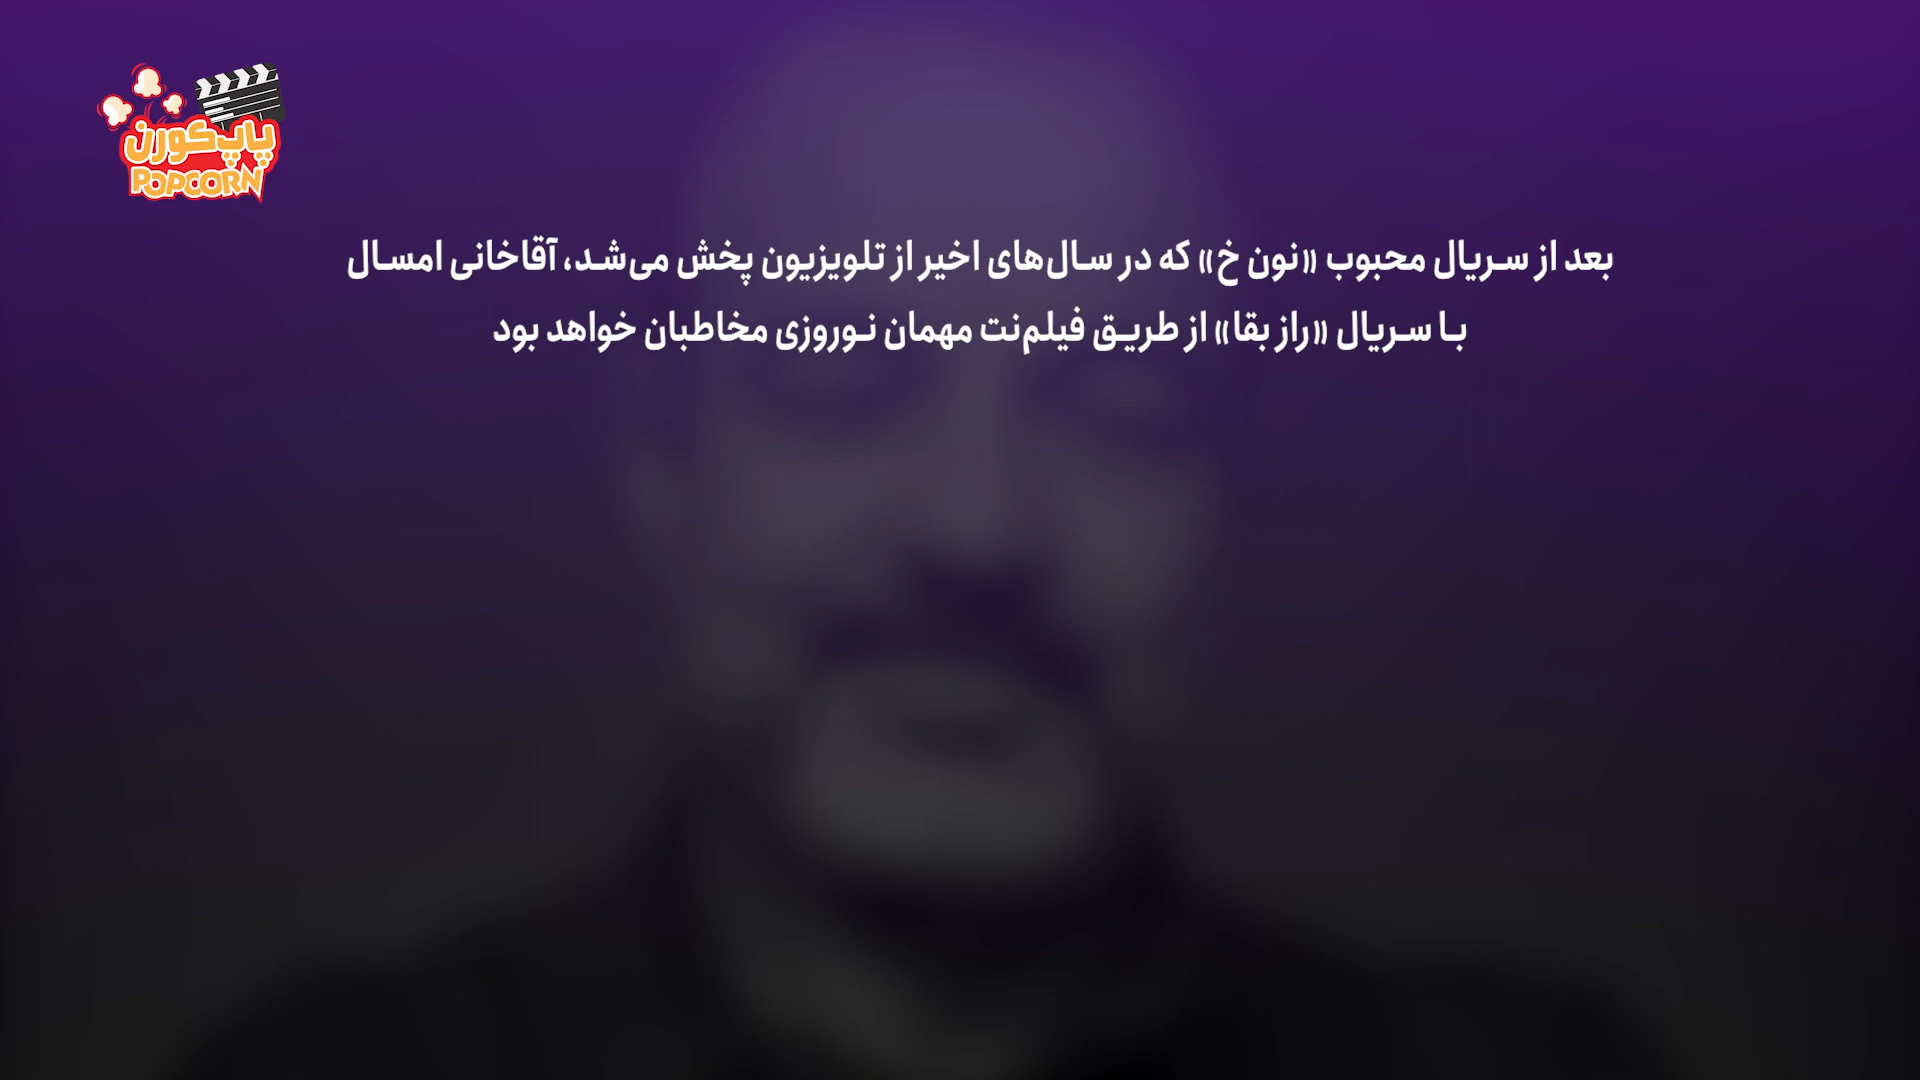 پاپ‌کورن
POPCORN
بعد از سریال محبوب «نون خ» که در سال‌های اخیر از تلویزیون پخش می‌شد، آقاخانی امسال
با سریال «راز بقا» از طریق فیلم‌نت مهمان نوروزی مخاطبان خواهد بود